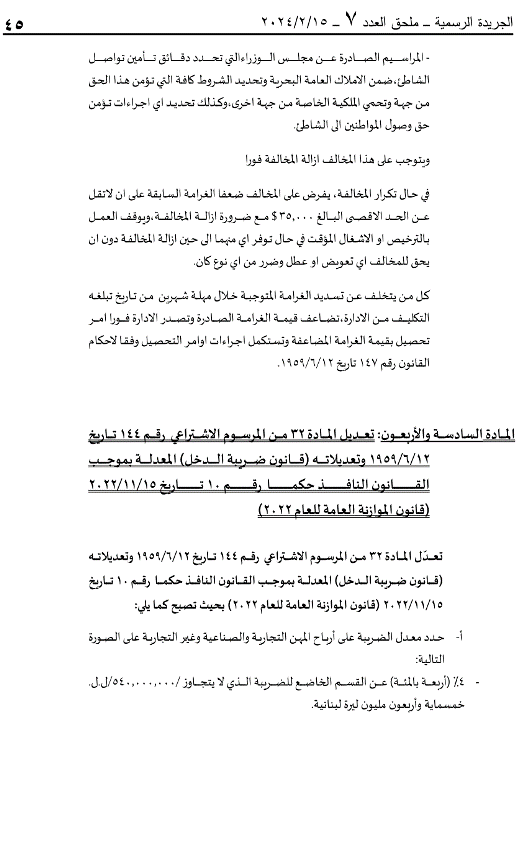 الجريدة الرسمية – ملحق العدد ٧ – ٢٠٢٤/٢/١٥
٤٥
- المراسيم الصادرة عن مجلس الوزراءالتي تحدد دقائق تأمين تواصل
الشاطئ،ضمن الاملاك العامة البحرية وتحديد الشروط كافة التي تؤمن هذا الحق
من جهة وتحمي الملكية الخاصة من جهة اخرى،وكذلك تحديد اي اجراءات تؤمن
حق وصول المواطنين الى الشاطئ.
ويتوجب على هذا المخالف ازالة المخالفة فورا
في حال تكرار المخالفة، يفرض على المخالف ضعفا الغرامة السابقة على ان لاتقل
عن الحد الاقصى البالغ ٣٥,٠٠٠$ مع ضرورة ازالة المخالفة،ويوقف العمل
بالترخيص او الاشغال المؤقت في حال توفر اي منهما الى حين ازالة المخالفة دون ان
يحق للمخالف اي تعويض او عطل وضرر من اي نوع كان.
كل من يتخلف عن تسديد الغرامة المتوجبة خلال مهلة شهرين من تاريخ تبلغه
التكليف من الادارة،تضاعف قيمة الغرامة الصادرة وتصدر الادارة فورا امر
تحصيل بقيمة الغرامة المضاعفة وتستكمل اجراءات اوامر التحصيل وفقا لاحكام
القانون رقم ١٤٧ تاريخ ١٩٥٩/٦/١٢.
المادة السادسة والأربعون: تعديل المادة ٣٢ من المرسوم الاشتراعي رقم ١٤٤ تاريخ
١٩٥٩/٦/١٢ وتعديلاته (قانون ضريبة الدخل) المعدلة بموجب
القانون النافذ حكما رقم ١٠ تاريخ ٢٠٢٢/١١/١٥
(قانون الموازنة العامة للعام ٢٠٢٢)
تعدّل المادة ٣٢ من المرسوم الاشتراعي رقم ١٤٤ تاريخ ١٩٥٩/٦/١٢ وتعديلاته
(قانون ضريبة الدخل) المعدلة بموجب القانون النافذ حكما رقم ١٠ تاريخ
٢٠٢٢/١١/١٥ (قانون الموازنة العامة للعام ٢٠٢٢) بحيث تصبح كما يلي:
أ- حدد معدل الضريبة على أرباح المهن التجارية والصناعية وغير التجارية على الصورة
التالية:
- ٤٪ (أربعة بالمئة) عن القسم الخاضع للضريبة الذي لا يتجاوز /٥٤٠,٠٠٠,٠٠٠/ل.ل.
خمسماية وأربعون مليون ليرة لبنانية.